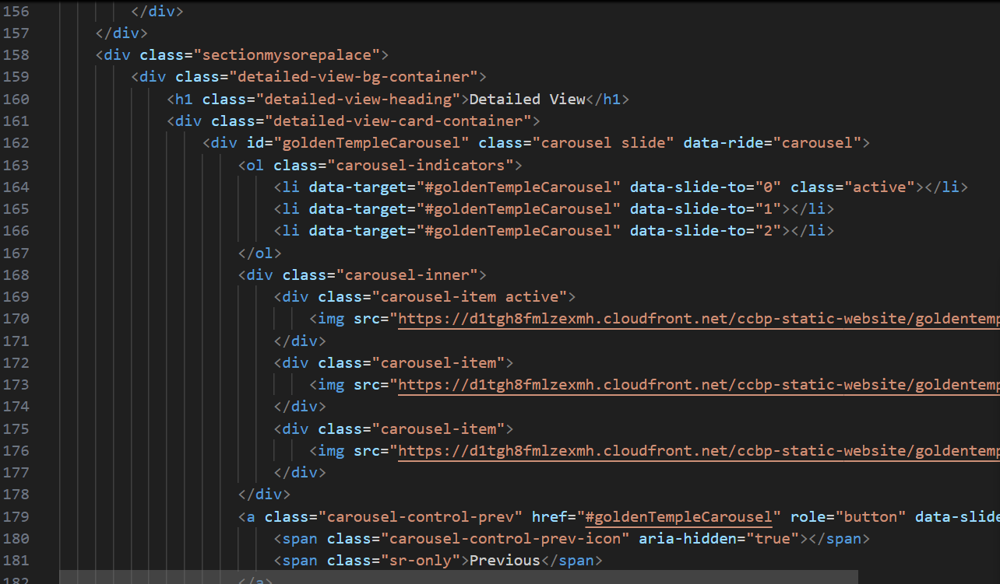 156 </div>
157 </div>
158 <div class="sectionmysorepalace">
159 <div class="detailed-view-bg-container">
160 <h1 class="detailed-view-heading">Detailed View</h1>
161 <div class="detailed-view-card-container">
162 <div id="goldenTempleCarousel" class="carousel slide" data-ride="carousel">
163 <ol class="carousel-indicators">
164 <li data-target="#goldenTempleCarousel" data-slide-to="0" class="active"></li>
165 <li data-target="#goldenTempleCarousel" data-slide-to="1"></li>
166 <li data-target="#goldenTempleCarousel" data-slide-to="2"></li>
167 </ol>
168 <div class="carousel-inner">
169 <div class="carousel-item active">
170 <img src="https://d1tgh8fmlzexmh.cloudfront.net/ccbp-static-website/goldentemp
171 </div>
172 <div class="carousel-item">
173 <img src="https://d1tgh8fmlzexmh.cloudfront.net/ccbp-static-website/goldentemp
174 </div>
175 <div class="carousel-item">
176 <img src="https://d1tgh8fmlzexmh.cloudfront.net/ccbp-static-website/goldentemp
177 </div>
178 </div>
179 <a class="carousel-control-prev" href="#goldenTempleCarousel" role="button" data-slide
180 <span class="carousel-control-prev-icon" aria-hidden="true"></span>
181 <span class="sr-only">Previous</span>
182 </a>